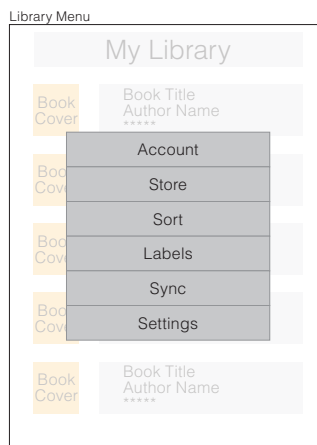 Library Menu
My Library
Book
Cover
Book Title
Author Name
*****
Account
Store
Sort
Labels
Sync
Settings
Book
Cover
Book Title
Author Name
*****